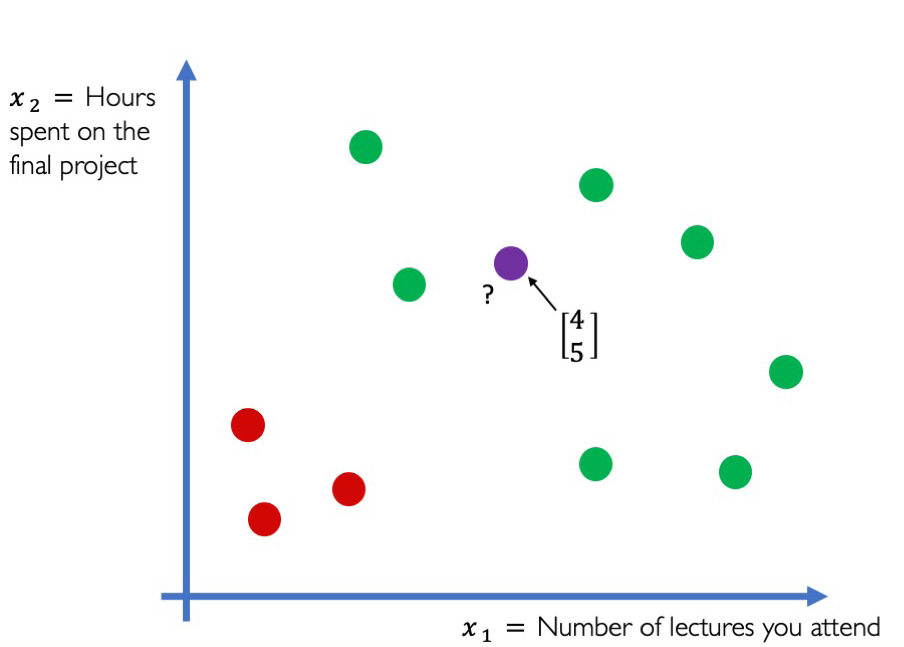 x₂ = Hours
spent on the
final project
?
[4
5]
x₁ = Number of lectures you attend